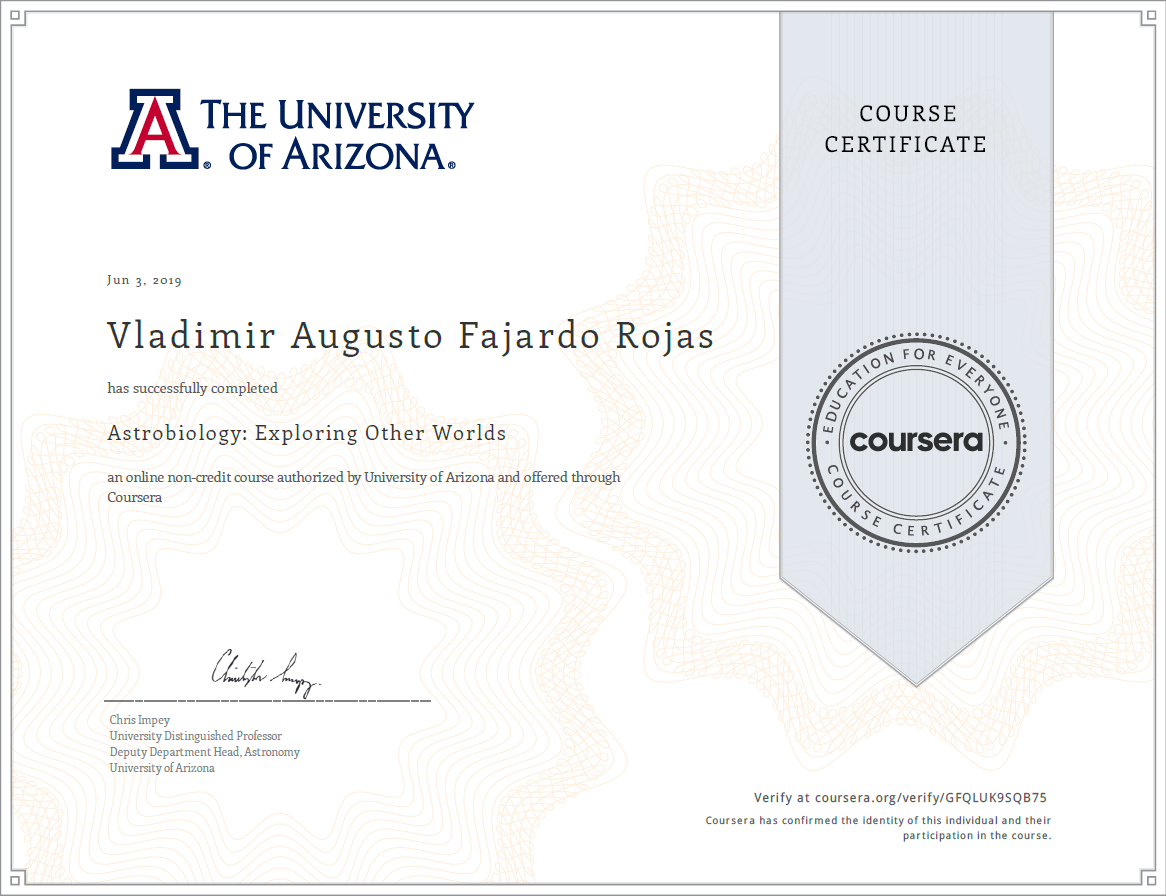 THE UNIVERSITY
OF ARIZONA
COURSE
CERTIFICATE
Jun 3, 2019
Vladimir Augusto Fajardo Rojas
has successfully completed
Astrobiology: Exploring Other Worlds
an online non-credit course authorized by University of Arizona and offered through
Coursera
EDUCATION FOR EVERYONE
coursera
COURSE CERTIFICATE
Chris Impey
University Distinguished Professor
Deputy Department Head, Astronomy
University of Arizona
Verify at coursera.org/verify/GFQLUK9SQB75
Coursera has confirmed the identity of this individual and their
participation in the course.